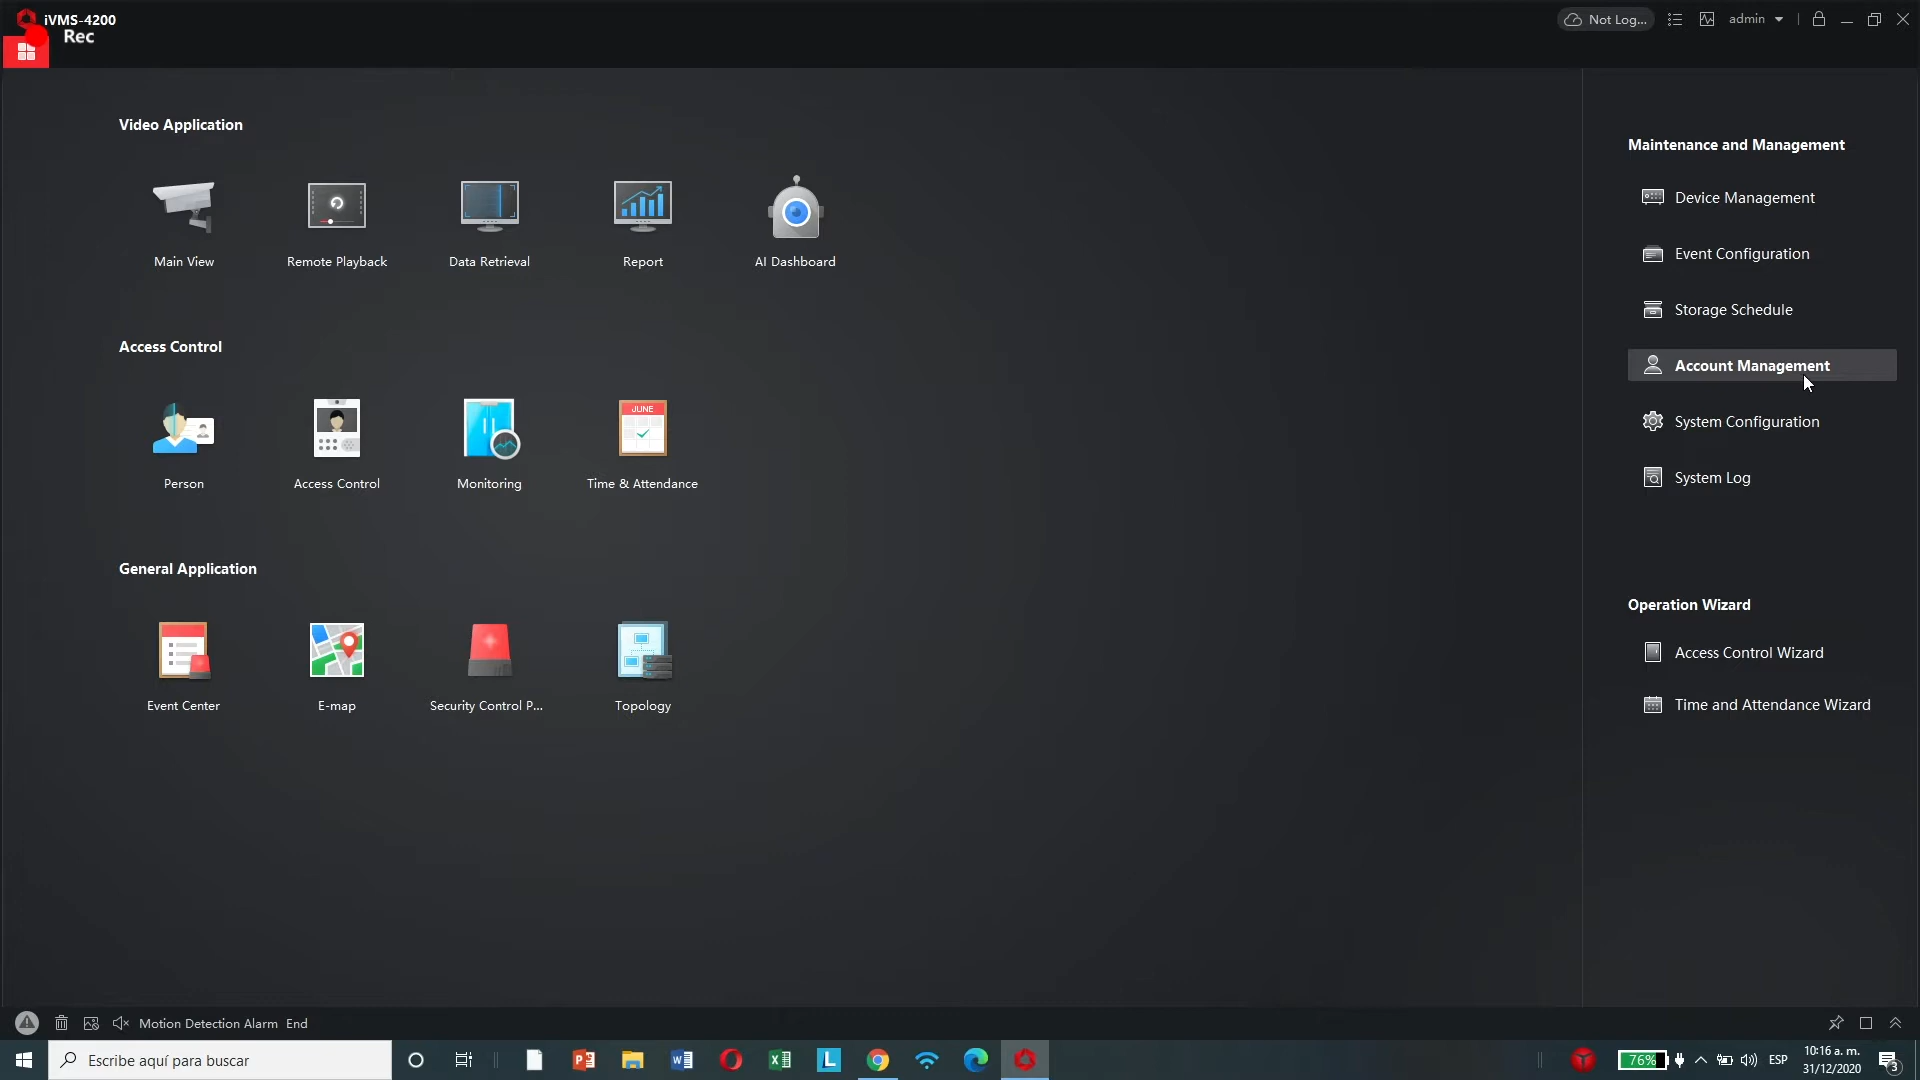 iVMS-4200
Rec
Not Log...
admin
Video Application
Main View
Remote Playback
Data Retrieval
Report
AI Dashboard
Access Control
JUNE
Person
Access Control
Monitoring
Time & Attendance
General Application
Event Center
E-map
Security Control P...
Topology
Maintenance and Management
Device Management
Event Configuration
Storage Schedule
Account Management
System Configuration
System Log
Operation Wizard
Access Control Wizard
Time and Attendance Wizard
Motion Detection Alarm End
Escribe aquí para buscar
76%
ESP
10:16 a. m.
31/12/2020
3